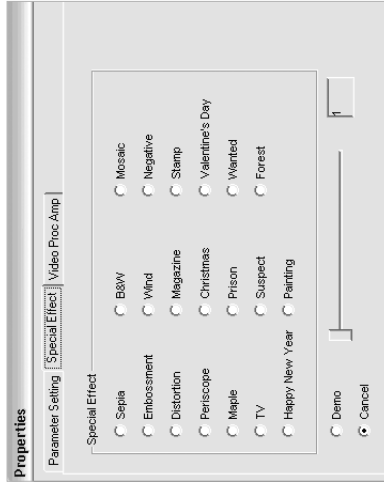 Properties
Parameter Setting Special Effect Video Proc Amp
Special Effect
Sepia B&W Mosaic
Embossment Wind Negative
Distortion Magazine Stamp
Periscope Christmas Valentine's Day
Maple Prison Wanted
TV Suspect Forest
Happy New Year Painting
Demo
Cancel
1